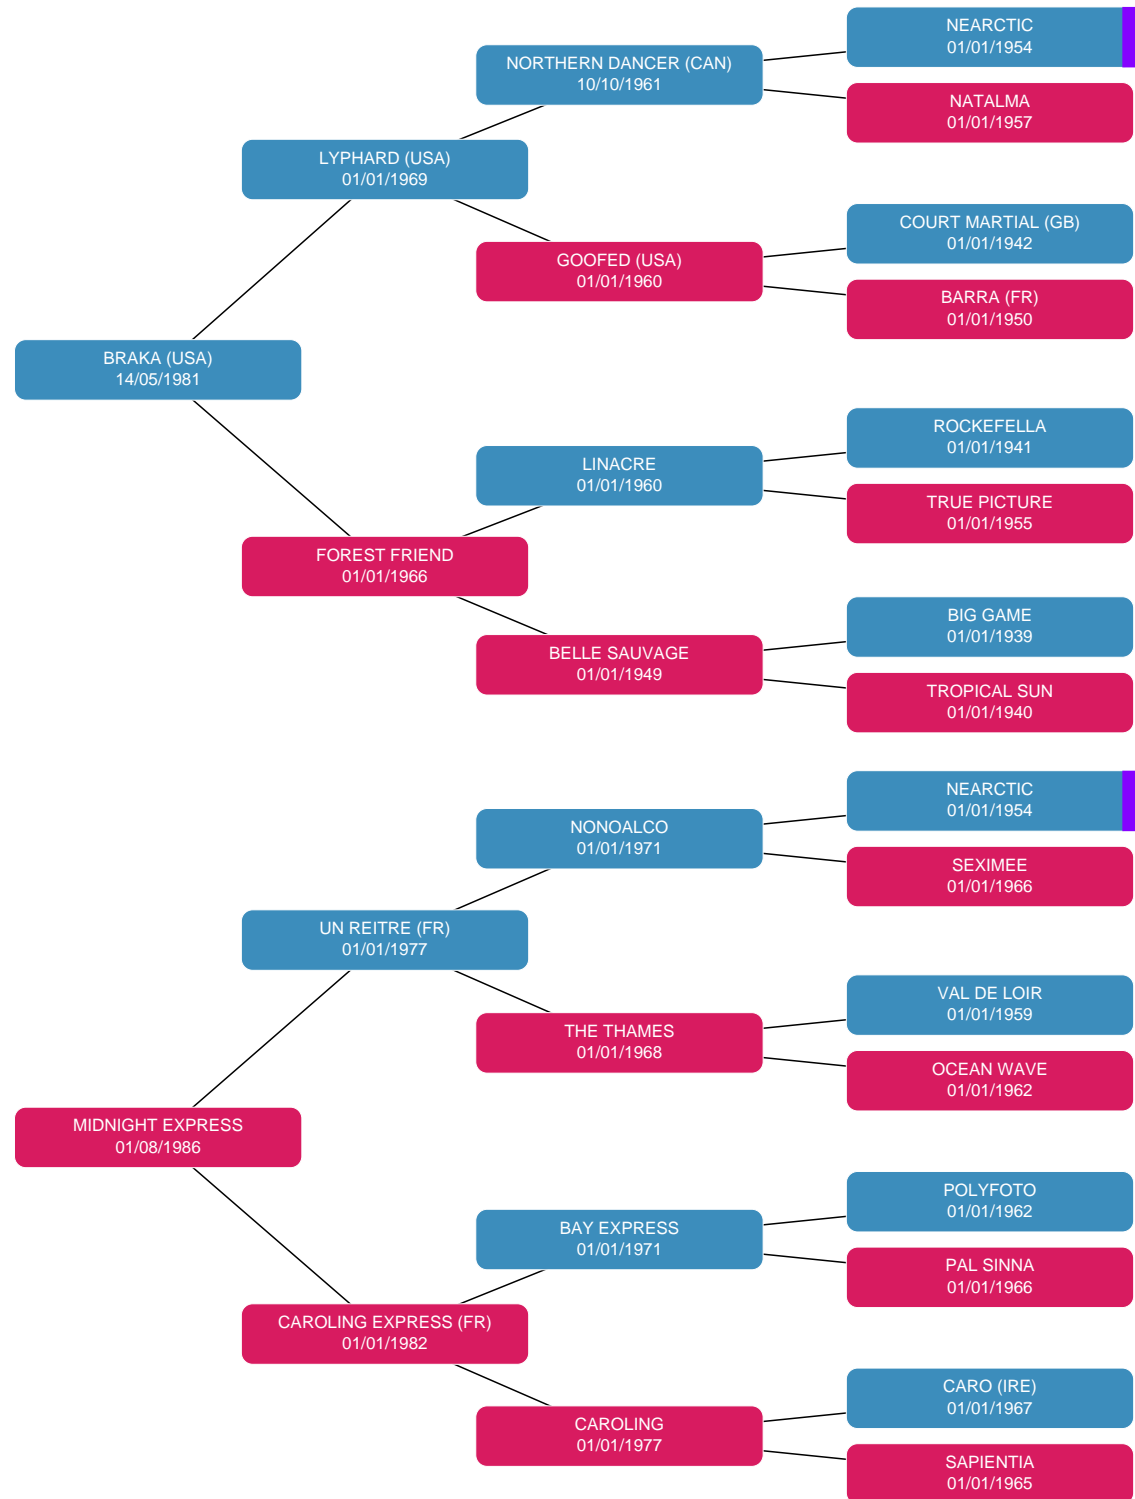 NEARCTIC
01/01/1954
NORTHERN DANCER (CAN)
10/10/1961
NATALMA
01/01/1957
LYPHARD (USA)
01/01/1969
COURT MARTIAL (GB)
01/01/1942
GOOFED (USA)
01/01/1960
BARRA (FR)
01/01/1950
BRAKA (USA)
14/05/1981
ROCKEFELLA
01/01/1941
LINACRE
01/01/1960
TRUE PICTURE
01/01/1955
FOREST FRIEND
01/01/1966
BIG GAME
01/01/1939
BELLE SAUVAGE
01/01/1949
TROPICAL SUN
01/01/1940
NEARCTIC
01/01/1954
NONOALCO
01/01/1971
SEXIMEE
01/01/1966
UN REITRE (FR)
01/01/1977
VAL DE LOIR
01/01/1959
THE THAMES
01/01/1968
OCEAN WAVE
01/01/1962
MIDNIGHT EXPRESS
01/08/1986
POLYFOTO
01/01/1962
BAY EXPRESS
01/01/1971
PAL SINNA
01/01/1966
CAROLING EXPRESS (FR)
01/01/1982
CARO (IRE)
01/01/1967
CAROLING
01/01/1977
SAPIENTIA
01/01/1965